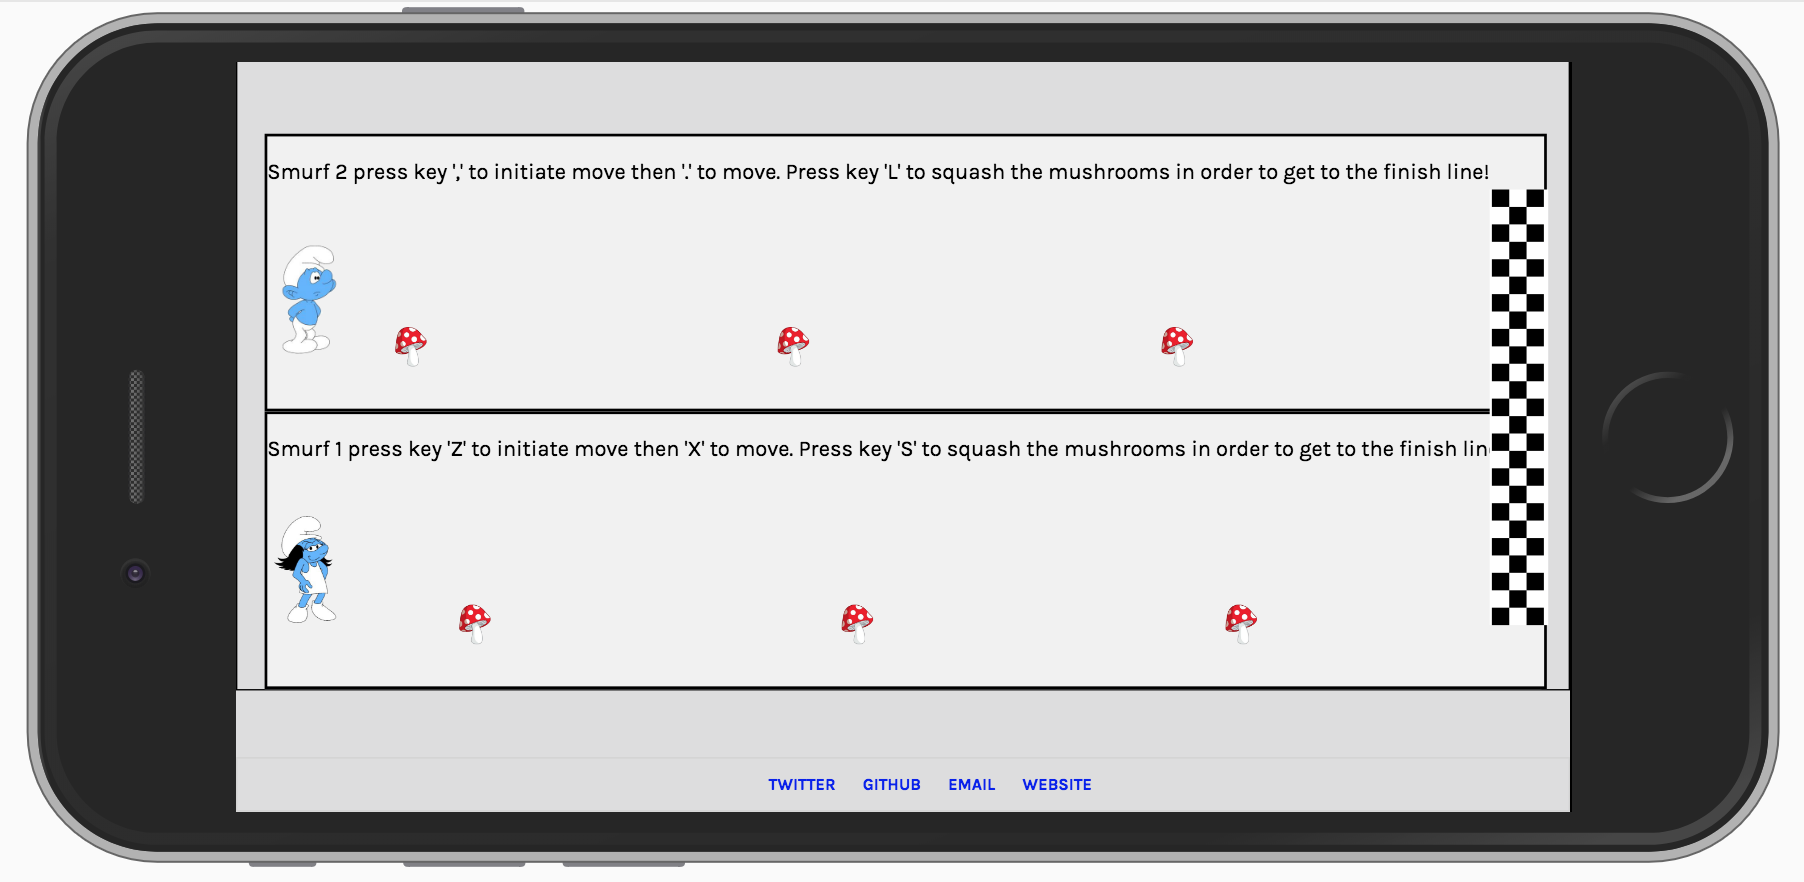 Smurf 2 press key ',' to initiate move then '.' to move. Press key 'L' to squash the mushrooms in order to get to the finish line!
Smurf 1 press key 'Z' to initiate move then 'X' to move. Press key 'S' to squash the mushrooms in order to get to the finish lin
TWITTER GITHUB EMAIL WEBSITE